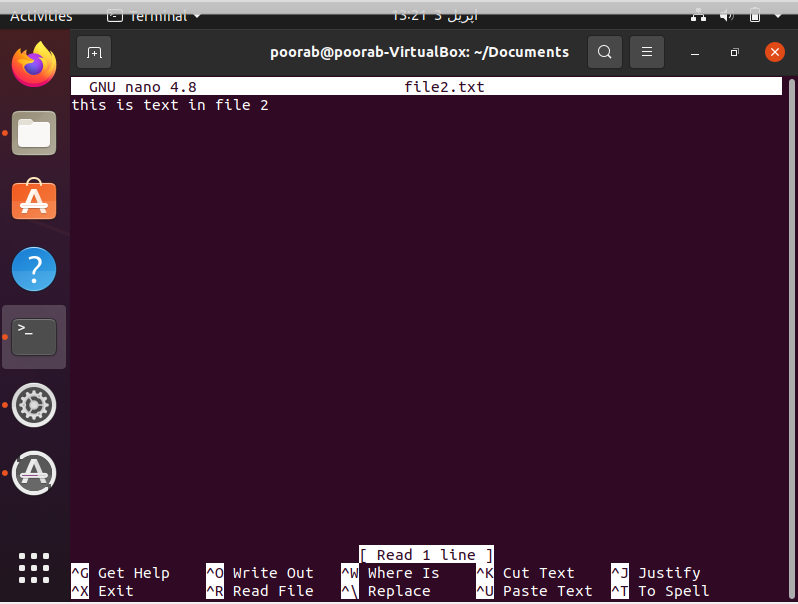 Activities Terminal 13:21 3 اپریل
poorab@poorab-VirtualBox: ~/Documents
GNU nano 4.8 file2.txt
this is text in file 2
[ Read 1 line ]
^G Get Help ^O Write Out ^W Where Is ^K Cut Text ^J Justify
^X Exit ^R Read File ^\ Replace ^U Paste Text ^T To Spell